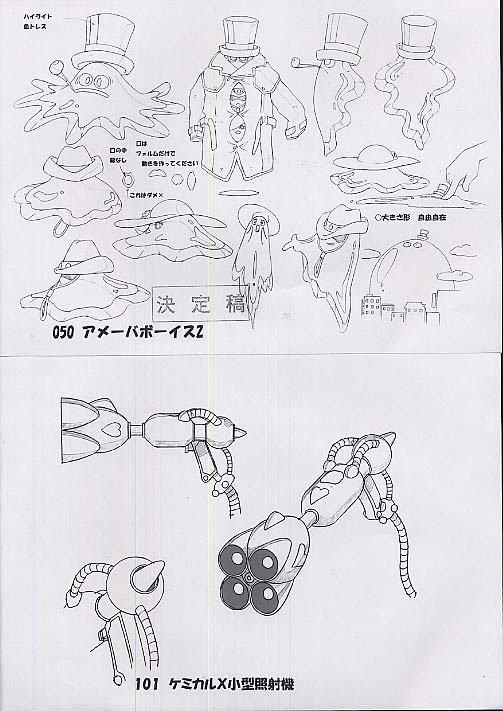 ハイライト
色トレス
口の中
線なし
口は
フォルムだけで
動きを作ってください
これはダメ×
○大きさ形 自由自在
決定稿
050 アメーバボーイズ2
101 ケミカルX小型照射機